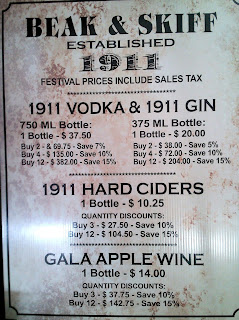 BEAK & SKIFF
ESTABLISHED
1911
FESTIVAL PRICES INCLUDE SALES TAX
******************************
1911 VODKA & 1911 GIN
750 ML Bottle: 375 ML Bottle:
1 Bottle - $ 37.50 1 Bottle - $ 20.00
Buy 2 - & 69.75 - Save 7% Buy 2 - $ 38.00 - Save 5%
Buy 4 - $ 135.00 - Save 10% Buy 4 - $ 72.00 - Save 10%
Buy 12 - $ 382.00 - Save 15% Buy 12 - $ 204.00 - Save 15%
******************************
1911 HARD CIDERS
1 Bottle - $ 10.25
QUANTITY DISCOUNTS:
Buy 3 - $ 27.50 - Save 10%
Buy 12 - $ 104.50 - Save 15%
******************************
GALA APPLE WINE
1 Bottle - $ 14.00
QUANTITY DISCOUNTS:
Buy 3 - $ 37.75 - Save 10%
Buy 12 - $ 142.75 - Save 15%